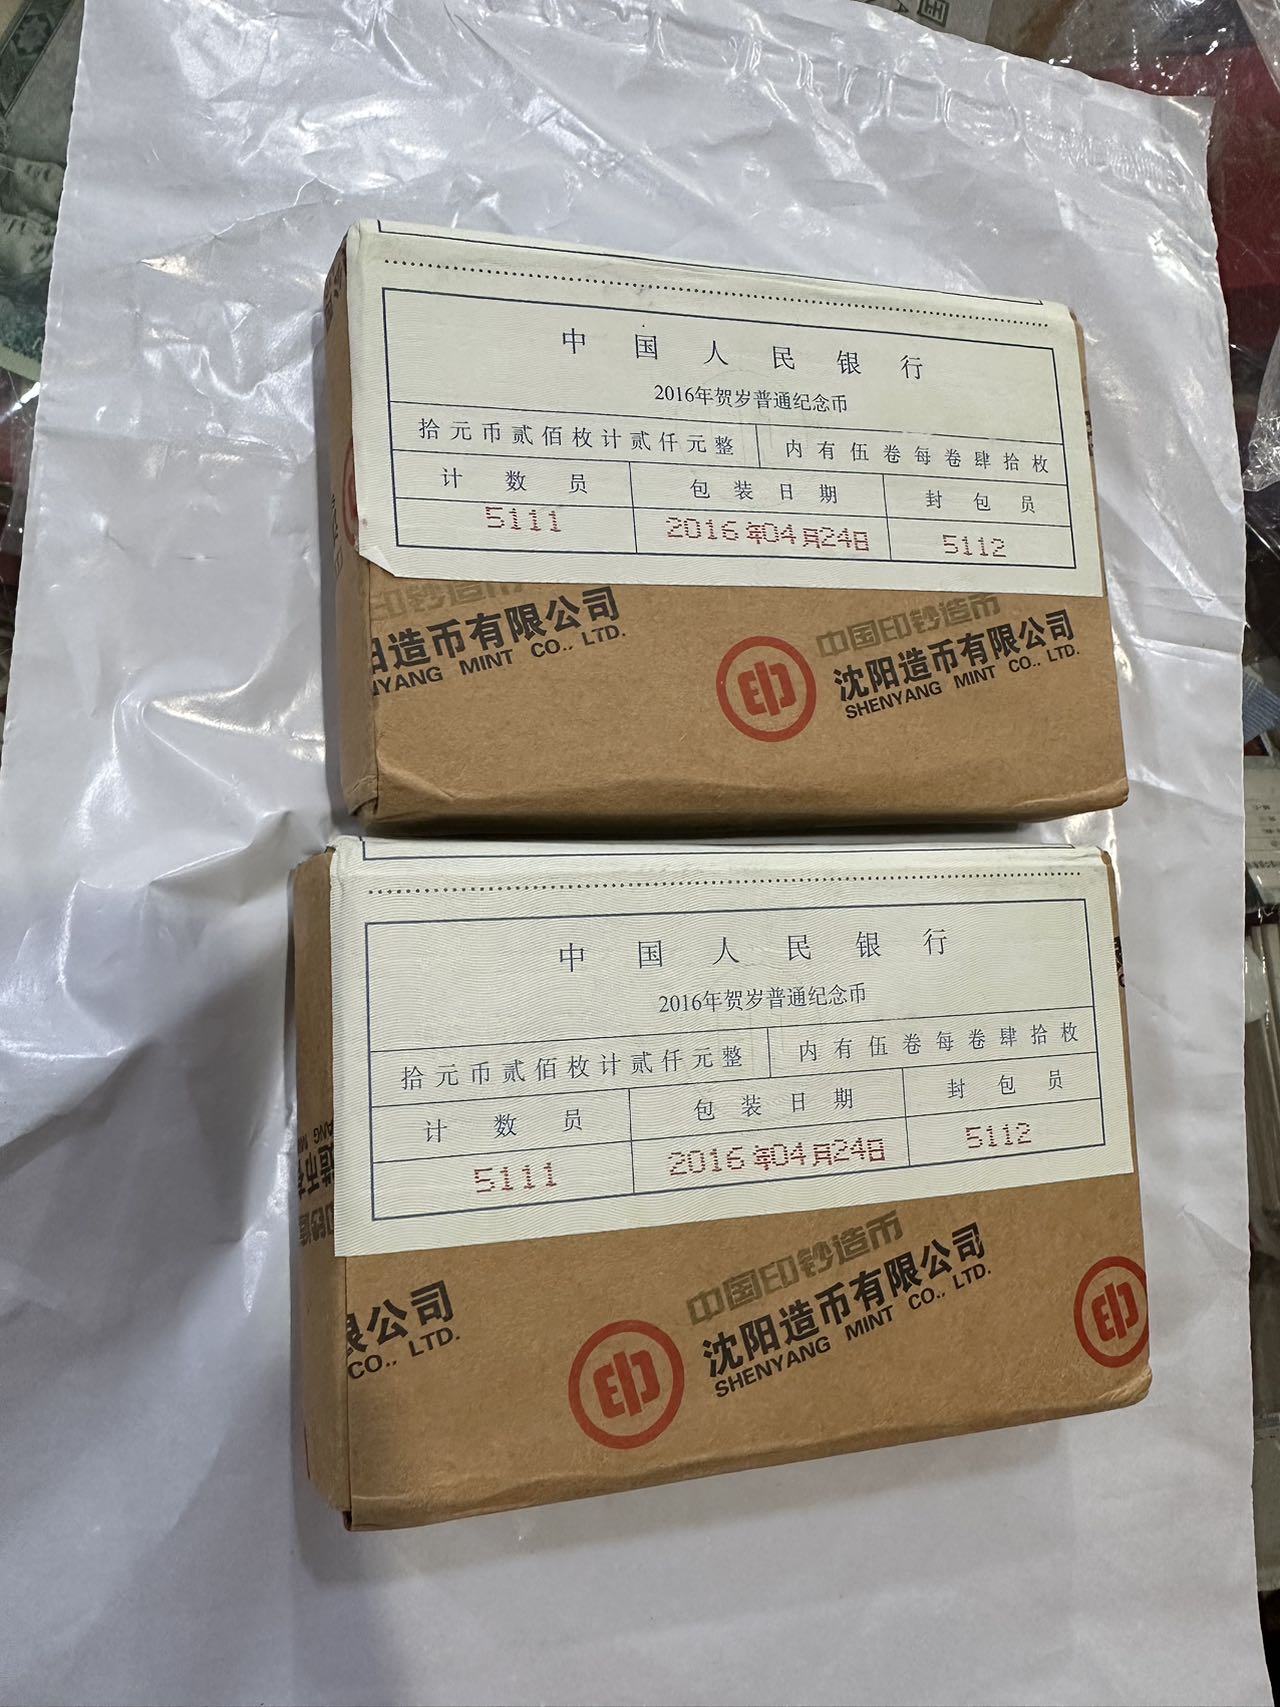 国
中国人民银行
2016年贺岁普通纪念币
拾元币贰佰枚计贰仟元整 内有伍卷每卷肆拾枚
计数员 包装日期 封包员
5111 2016年04月24日 5112
印钞造币
阳造币有限公司
NYANG MINT CO., LTD.
中国印钞造币
沈阳造币有限公司
SHENYANG MINT CO., LTD.
中国人民银行
2016年贺岁普通纪念币
拾元币贰佰枚计贰仟元整 内有伍卷每卷肆拾枚
计数员 包装日期 封包员
5111 2016年04月24日 5112
限公司
CO., LTD.
中国印钞造币
沈阳造币有限公司
SHENYANG MINT CO., LTD.